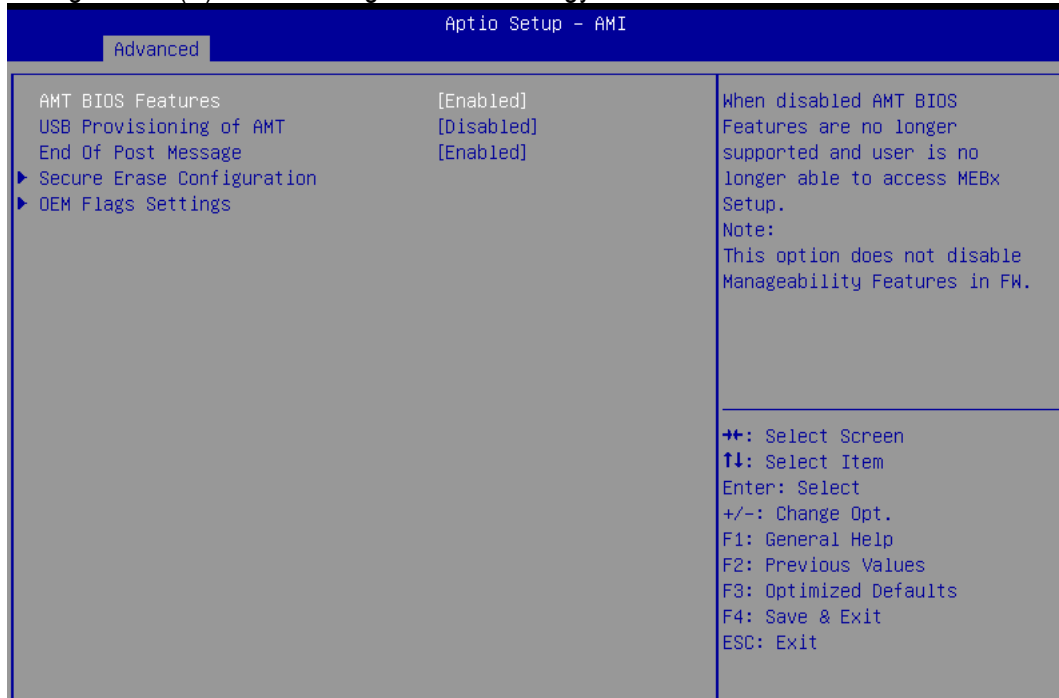 Aptio Setup – AMI
Advanced
AMT BIOS Features [Enabled]
USB Provisioning of AMT [Disabled]
End Of Post Message [Enabled]
▶ Secure Erase Configuration
▶ OEM Flags Settings
When disabled AMT BIOS
Features are no longer
supported and user is no
longer able to access MEBx
Setup.
Note:
This option does not disable
Manageability Features in FW.
→←: Select Screen
↑↓: Select Item
Enter: Select
+/-: Change Opt.
F1: General Help
F2: Previous Values
F3: Optimized Defaults
F4: Save & Exit
ESC: Exit